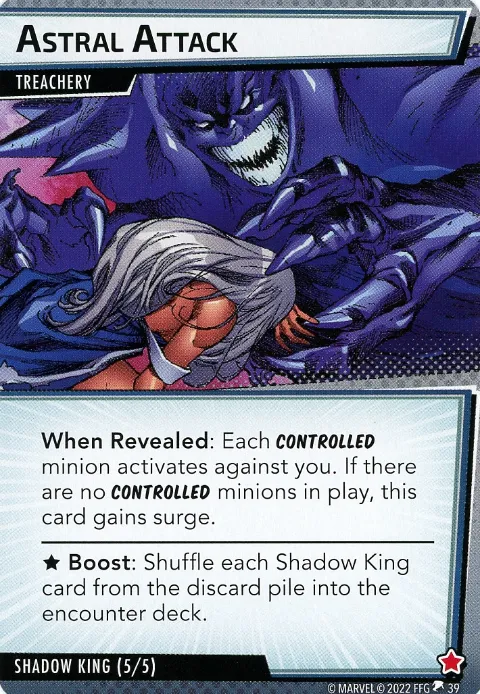 ASTRAL ATTACK
TREACHERY
When Revealed: Each CONTROLLED
minion activates against you. If there
are no CONTROLLED minions in play, this
card gains surge.
★ Boost: Shuffle each Shadow King
card from the discard pile into the
encounter deck.
SHADOW KING (5/5)
© MARVEL © 2022 FFG 39